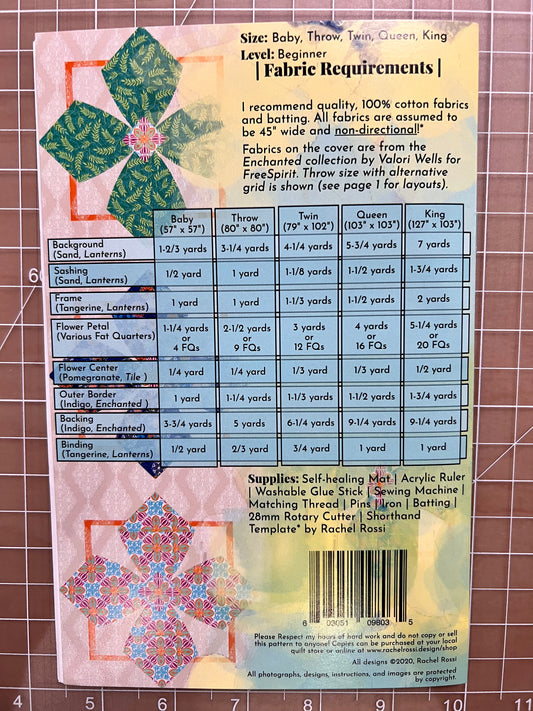 Size: Baby, Throw, Twin, Queen, King
Level: Beginner
| Fabric Requirements |
I recommend quality, 100% cotton fabrics
and batting. All fabrics are assumed to
be 45" wide and non-directional!*
Fabrics on the cover are from the
Enchanted collection by Valori Wells for
FreeSpirit. Throw size with alternative
grid is shown (see page 1 for layouts).
Baby Throw Twin Queen King
(57" x 57") (80" x 80") (79" x 102") (103" x 103") (127" x 103")
Background
(Sand, Lanterns) 1-2/3 yards 3-1/4 yards 4-1/4 yards 5-3/4 yards 7 yards
Sashing
(Sand, Lanterns) 1/2 yard 1 yard 1-1/8 yards 1-1/2 yards 1-3/4 yards
Frame
(Tangerine, Lanterns) 1 yard 1 yard 1-1/3 yards 1-1/2 yards 2 yards
Flower Petal
(Various Fat Quarters)
1-1/4 yards 2-1/2 yards 3 yards 4 yards 5-1/4 yards
or or or or or
4 FQs 9 FQs 12 FQs 16 FQs 20 FQs
Flower Center
(Pomegranate, Tile ) 1/4 yard 1/4 yard 1/3 yard 1/3 yard 1/2 yard
Outer Border
(Indigo, Enchanted ) 1 yard 1-1/4 yards 1-1/3 yards 1-1/2 yards 1-3/4 yards
Backing
(Indigo, Enchanted) 3-3/4 yards 5 yards 6-1/4 yards 9-1/4 yards 9-1/4 yards
Binding
(Tangerine, Lanterns) 1/2 yard 2/3 yard 3/4 yard 1 yard 1 yard
Supplies: Self-healing Mat | Acrylic Ruler
| Washable Glue Stick | Sewing Machine |
Matching Thread | Pins | Iron | Batting |
28mm Rotary Cutter | Shorthand
Template* by Rachel Rossi
6 03051 09803 5
Please Respect my hours of hard work and do not copy or sell
this pattern to anyone! Copies can be purchased at your local
quilt store or online at www.rachelrossi.design/shop
All designs ©2020, Rachel Rossi
All photographs, designs, instructions, and images are protected
by copyright.
60
4 5 6 7 8 9 10 11